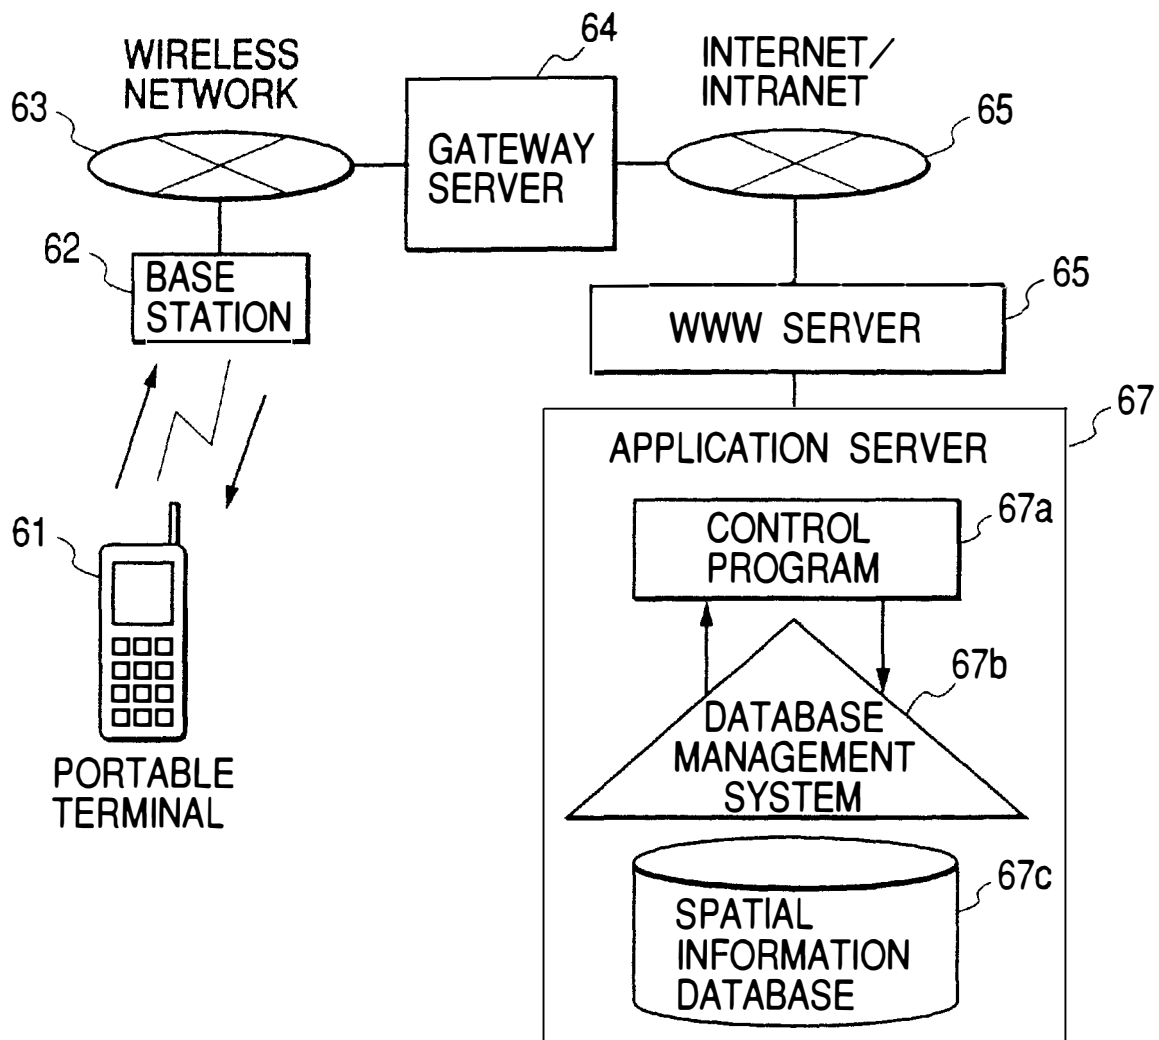 WIRELESS
NETWORK
63
64
GATEWAY
SERVER
INTERNET/
INTRANET
65
62
BASE
STATION
65
WWW SERVER
67
APPLICATION SERVER
67a
CONTROL
PROGRAM
67b
DATABASE
MANAGEMENT
SYSTEM
67c
SPATIAL
INFORMATION
DATABASE
61
PORTABLE
TERMINAL